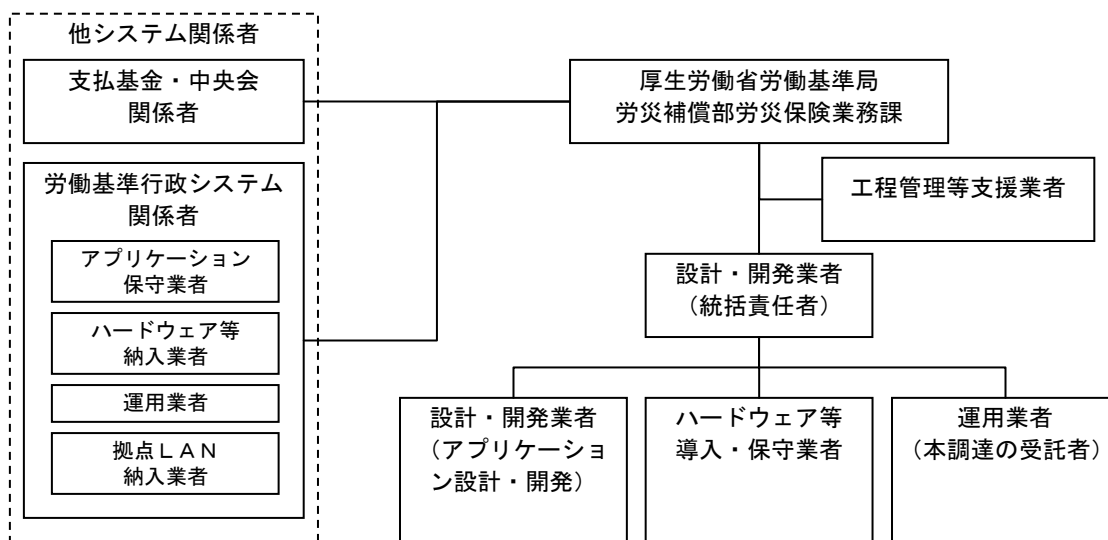 他システム関係者
支払基金・中央会
関係者
労働基準行政システム
関係者
アプリケーション
保守業者
ハードウェア等
納入業者
運用業者
拠点LAN
納入業者
厚生労働省労働基準局
労災補償部労災保険業務課
工程管理等支援業者
設計・開発業者
(統括責任者)
設計・開発業者
(アプリケーショ
ン設計・開発)
ハードウェア等
導入・保守業者
運用業者
(本調達の受託者)